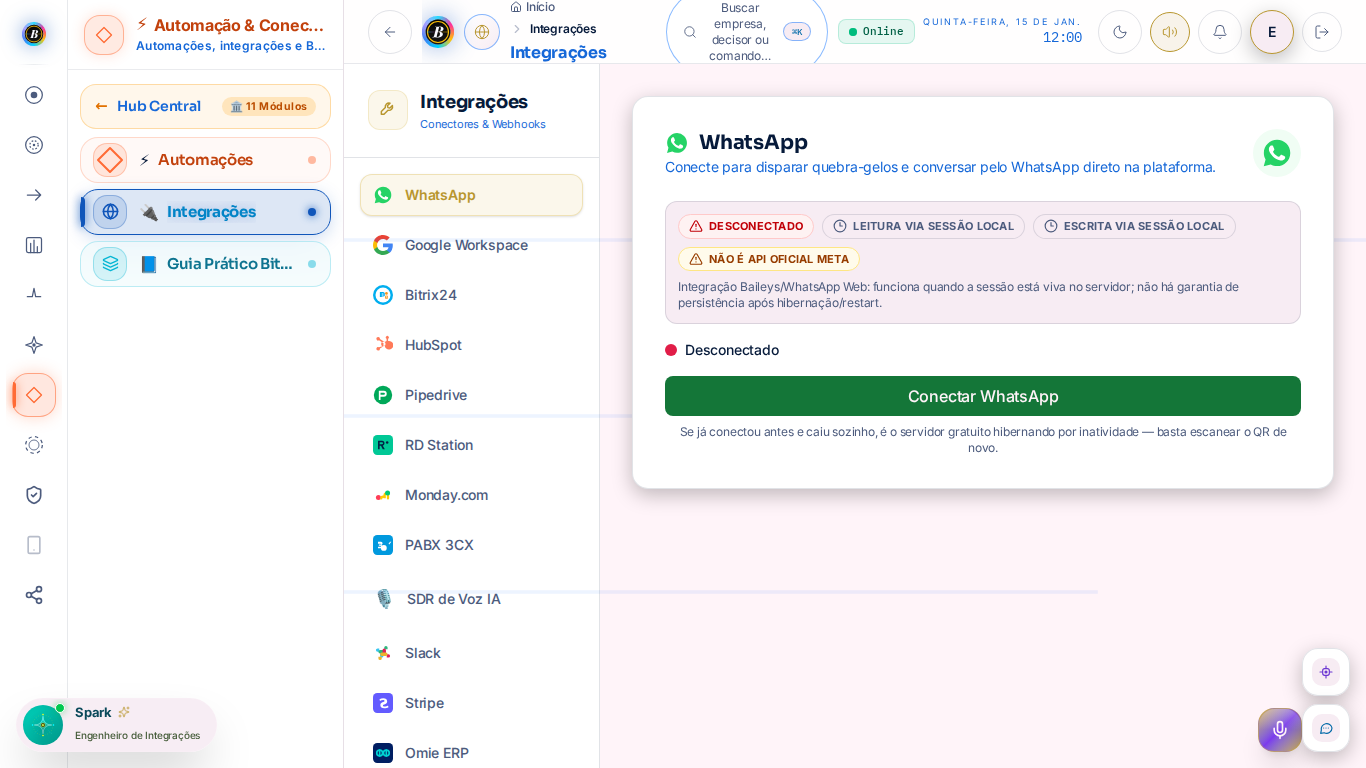 Automação & Conec...
Automações, integrações e B...
Hub Central
11 Módulos
Automações
Integrações
Guia Prático Bit...
Spark
Engenheiro de Integrações
Início
Integrações
Integrações
Buscar
empresa,
decisor ou
comando...
⌘K
Online
QUINTA-FEIRA, 15 DE JAN.
12:00
E
Integrações
Conectores & Webhooks
WhatsApp
Google Workspace
Bitrix24
HubSpot
Pipedrive
RD Station
Monday.com
PABX 3CX
SDR de Voz IA
Slack
Stripe
Omie ERP
WhatsApp
Conecte para disparar quebra-gelos e conversar pelo WhatsApp direto na plataforma.
DESCONECTADO
LEITURA VIA SESSÃO LOCAL
ESCRITA VIA SESSÃO LOCAL
NÃO É API OFICIAL META
Integração Baileys/WhatsApp Web: funciona quando a sessão está viva no servidor; não há garantia de
persistência após hibernação/restart.
Desconectado
Conectar WhatsApp
Se já conectou antes e caiu sozinho, é o servidor gratuito hibernando por inatividade — basta escanear o QR de
novo.